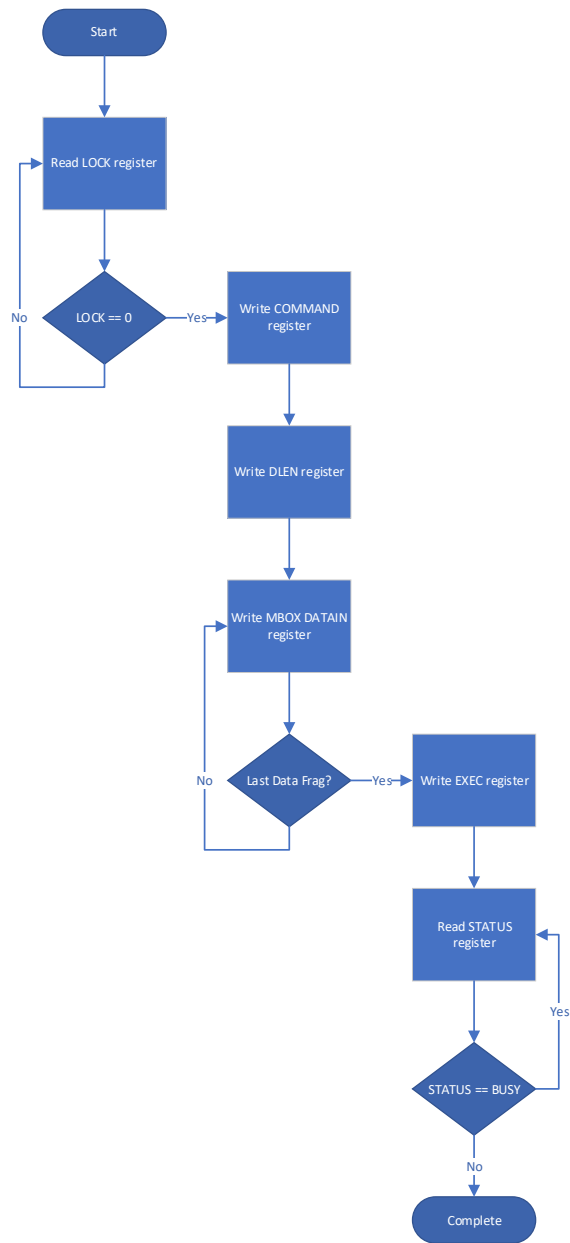 Start
Read LOCK register
LOCK == 0
No
Yes
Write COMMAND
register
Write DLEN register
Write MBOX DATAIN
register
Last Data Frag?
No
Yes
Write EXEC register
Read STATUS
register
Yes
STATUS == BUSY
No
Complete